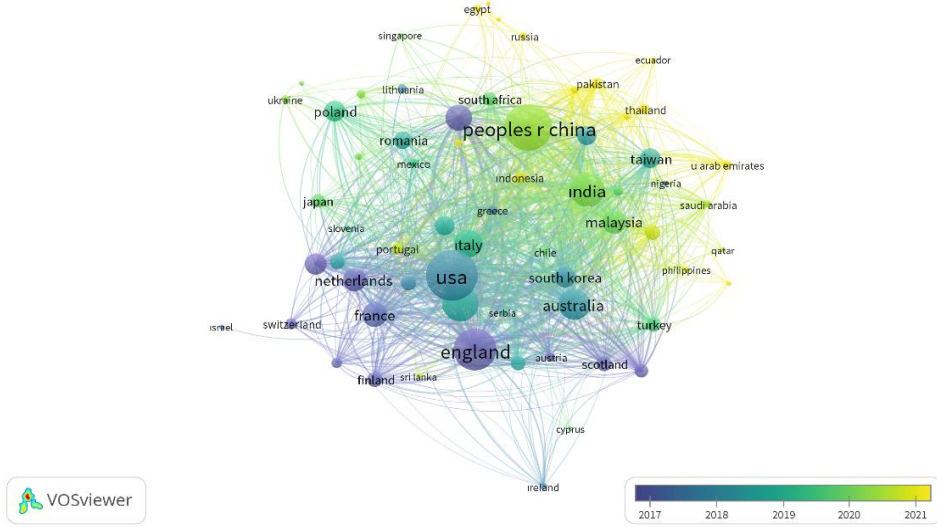 egypt
singapore
russia
ecuador
pakistan
lithuania
ukraine
south africa
thailand
poland
peoples r china
romania
taiwan
mexico
u arab emirates
indonesia
nigeria
india
japan
saudi arabia
greece
malaysia
slovenia
italy
portugal
chile
qatar
philippines
usa
south korea
netherlands
australia
serbia
france
switzerland
turkey
israel
england
austria
scotland
finland
sri lanka
cyprus
ireland
VOSviewer
2017 2018 2019 2020 2021